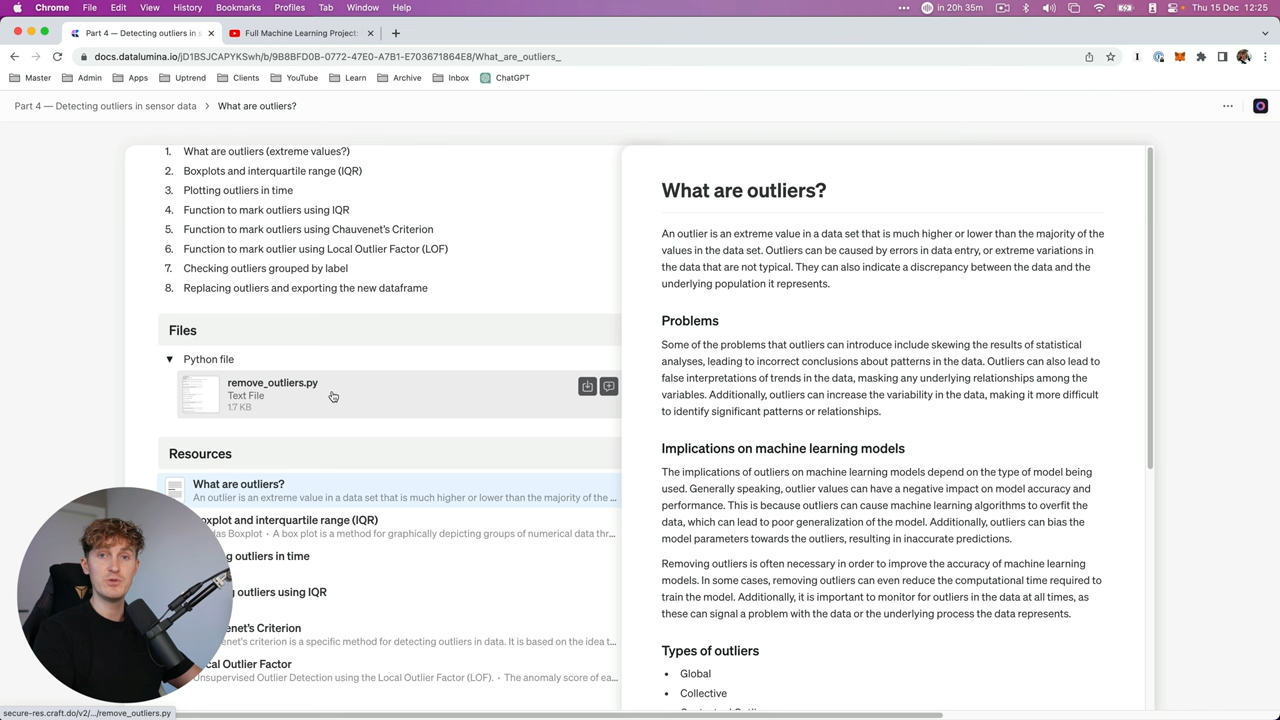 Chrome File Edit View History Bookmarks Profiles Tab Window Help
in 20h 35m
Thu 15 Dec 12:25
Part 4 — Detecting outliers in s
Full Machine Learning Project:
docs.datalumina.io/jD1BSJCAPYKSwh/b/9B8BFD0B-0772-47E0-A7B1-E703671864E8/What_are_outliers_
Master Admin Apps Uptrend Clients YouTube Learn Archive Inbox ChatGPT
Part 4 — Detecting outliers in sensor data > What are outliers?
1. What are outliers (extreme values?)
2. Boxplots and interquartile range (IQR)
3. Plotting outliers in time
4. Function to mark outliers using IQR
5. Function to mark outliers using Chauvenet's Criterion
6. Function to mark outlier using Local Outlier Factor (LOF)
7. Checking outliers grouped by label
8. Replacing outliers and exporting the new dataframe
Files
Python file
remove_outliers.py
Text File
1.7 KB
Resources
What are outliers?
An outlier is an extreme value in a data set that is much higher or lower than the majority of the ...
oxplot and interquartile range (IQR)
das Boxplot • A box plot is a method for graphically depicting groups of numerical data thr...
g outliers in time
g outliers using IQR
enet's Criterion
enet's criterion is a specific method for detecting outliers in data. It is based on the idea t...
cal Outlier Factor
Unsupervised Outlier Detection using the Local Outlier Factor (LOF). • The anomaly score of ea...
secure-res.craft.do/v2/.../remove_outliers.py
What are outliers?
An outlier is an extreme value in a data set that is much higher or lower than the majority of the
values in the data set. Outliers can be caused by errors in data entry, or extreme variations in
the data that are not typical. They can also indicate a discrepancy between the data and the
underlying population it represents.
Problems
Some of the problems that outliers can introduce include skewing the results of statistical
analyses, leading to incorrect conclusions about patterns in the data. Outliers can also lead to
false interpretations of trends in the data, masking any underlying relationships among the
variables. Additionally, outliers can increase the variability in the data, making it more difficult
to identify significant patterns or relationships.
Implications on machine learning models
The implications of outliers on machine learning models depend on the type of model being
used. Generally speaking, outlier values can have a negative impact on model accuracy and
performance. This is because outliers can cause machine learning algorithms to overfit the
data, which can lead to poor generalization of the model. Additionally, outliers can bias the
model parameters towards the outliers, resulting in inaccurate predictions.
Removing outliers is often necessary in order to improve the accuracy of machine learning
models. In some cases, removing outliers can even reduce the computational time required to
train the model. Additionally, it is important to monitor for outliers in the data at all times, as
these can signal a problem with the data or the underlying process the data represents.
Types of outliers
• Global
• Collective